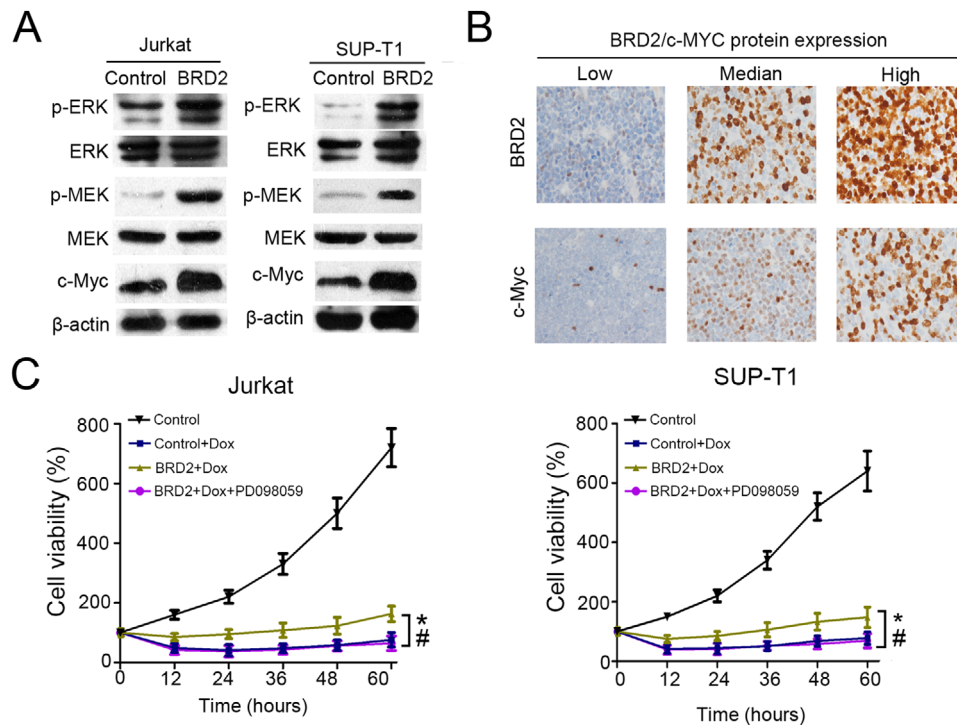 A
Jurkat
Control BRD2
p-ERK
ERK
p-MEK
MEK
c-Myc
β-actin
SUP-T1
Control BRD2
p-ERK
ERK
p-MEK
MEK
c-Myc
β-actin
B
BRD2/c-MYC protein expression
Low Median High
BRD2
c-Myc
C
Jurkat
Control
Control+Dox
BRD2+Dox
BRD2+Dox+PD098059
Cell viability (%)
800
600
400
200
0
*
#
0 12 24 36 48 60
Time (hours)
SUP-T1
Control
Control+Dox
BRD2+Dox
BRD2+Dox+PD098059
Cell viability (%)
800
600
400
200
0
*
#
0 12 24 36 48 60
Time (hours)